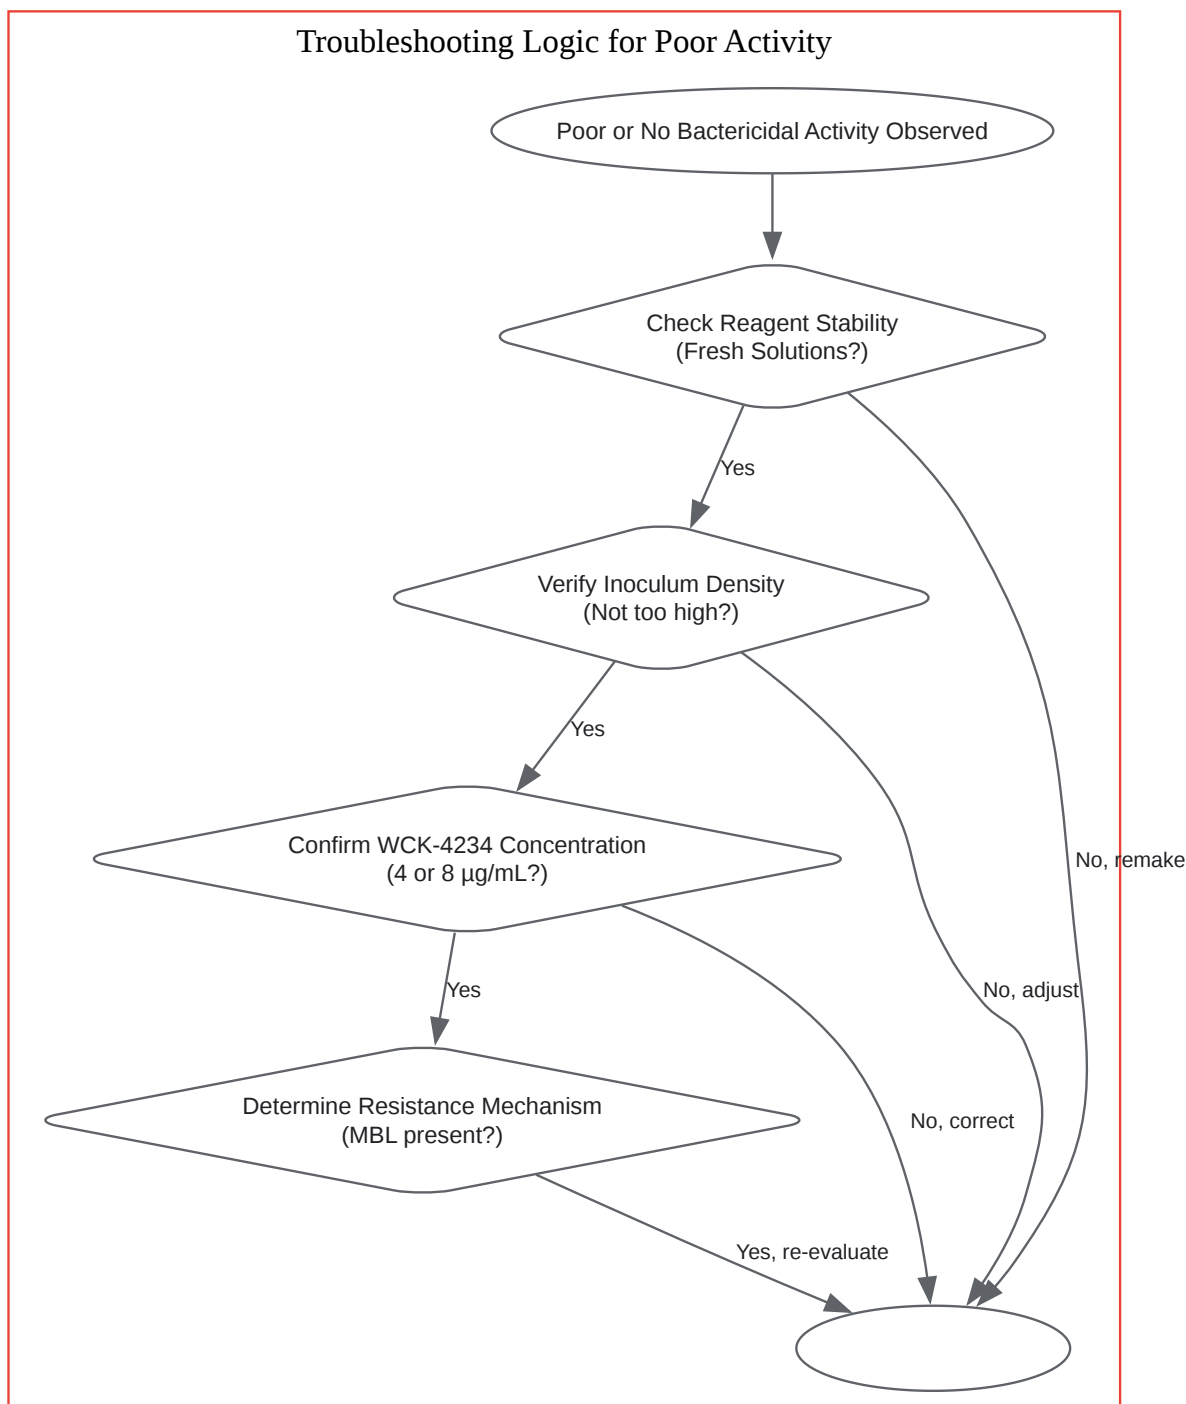 Troubleshooting Logic for Poor Activity
Poor or No Bactericidal Activity Observed
Check Reagent Stability
(Fresh Solutions?)
Yes
Verify Inoculum Density
(Not too high?)
Yes
Confirm WCK-4234 Concentration
(4 or 8 µg/mL?)
No, remake
Yes
No, adjust
Determine Resistance Mechanism
(MBL present?)
No, correct
Yes, re-evaluate